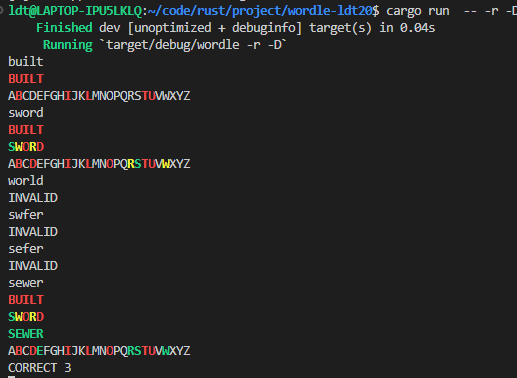 ldt@LAPTOP-IPU5LKLQ:~/code/rust/project/wordle-ldt20$ cargo run  -- -r -D
Finished dev [unoptimized + debuginfo] target(s) in 0.04s
Running `target/debug/wordle -r -D`
built
BUILT
ABCDEFGHIJKLMNOPQRSTUVWXYZ
sword
BUILT
SWORD
ABCDEFGHIJKLMNOPQRSTUVWXYZ
world
INVALID
swfer
INVALID
sefer
INVALID
sewer
BUILT
SWORD
SEWER
ABCDEFGHIJKLMNOPQRSTUVWXYZ
CORRECT 3